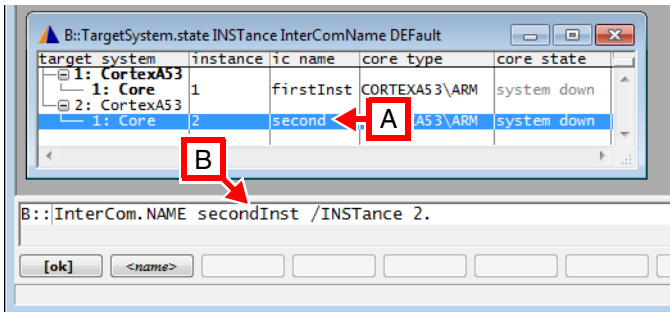 B::TargetSystem.state INSTance InterComName DEFault
target system instance ic name core type core state
1: CortexA53
1: Core 1 firstInst CORTEXA53\ARM system down
2: CortexA53
1: Core 2 second A A53\ARM system down
B
B::InterCom.NAME secondInst /INSTance 2.
[ok] <name>